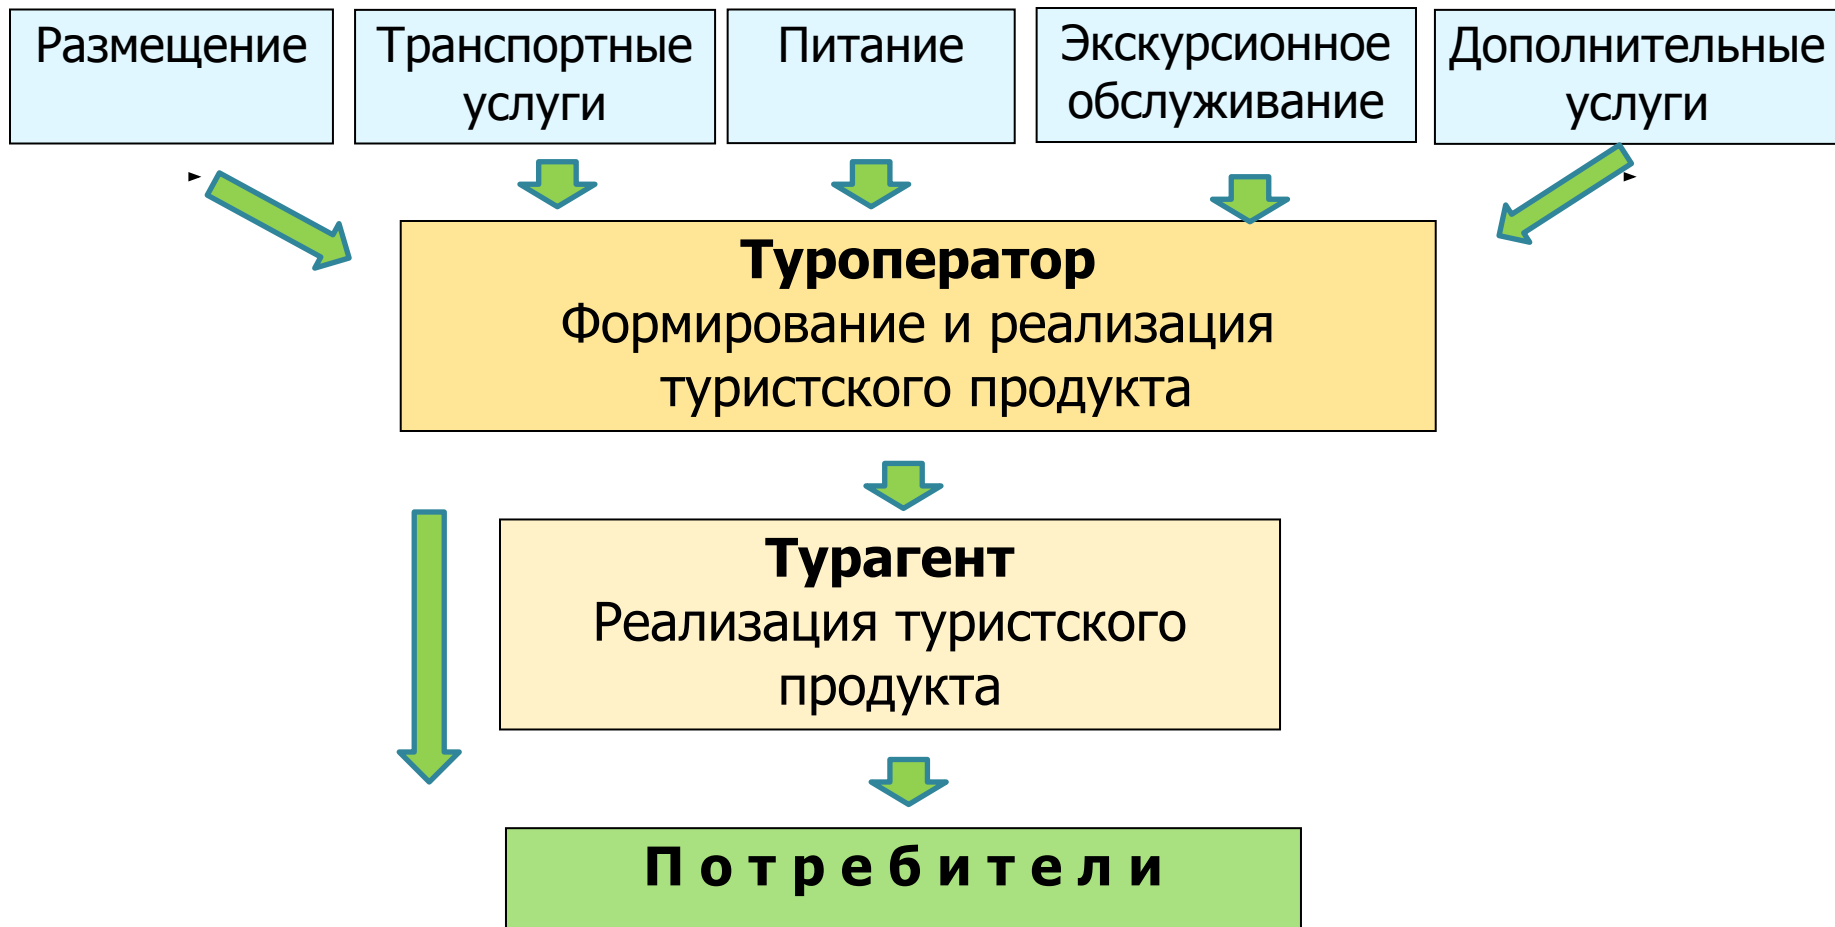 Размещение
Транспортные
услуги
Питание
Экскурсионное
обслуживание
Дополнительные
услуги
Туроператор
Формирование и реализация
туристского продукта
Турагент
Реализация туристского
продукта
П о т р е б и т е л и